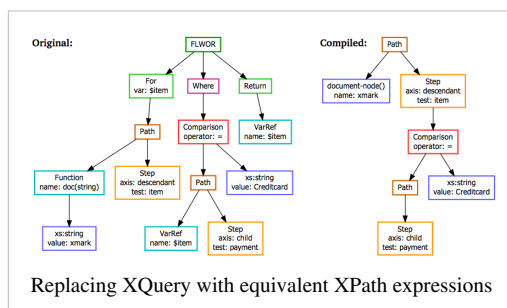 Original:
FLWOR
For
var: $item
Where
Return
Path
Comparison
operator: =
VarRef
name: $item
Function
name: doc(string)
Step
axis: descendant
test: item
Path
xs:string
value: Creditcard
xs:string
value: xmark
VarRef
name: $item
Step
axis: child
test: payment
Compiled:
Path
document-node()
name: xmark
Step
axis: descendant
test: item
Comparison
operator: =
Path
xs:string
value: Creditcard
Step
axis: child
test: payment
Replacing XQuery with equivalent XPath expressions